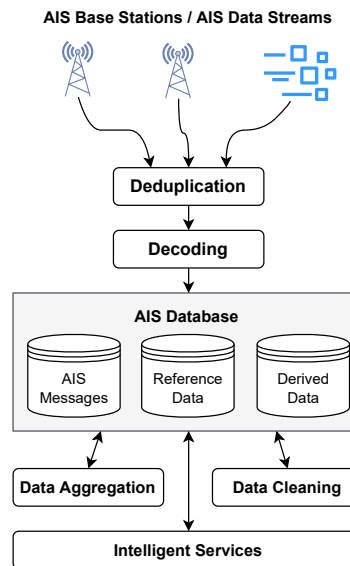 AIS Base Stations / AIS Data Streams
Deduplication
Decoding
AIS Database
AIS
Messages
Reference
Data
Derived
Data
Data Aggregation
Data Cleaning
Intelligent Services